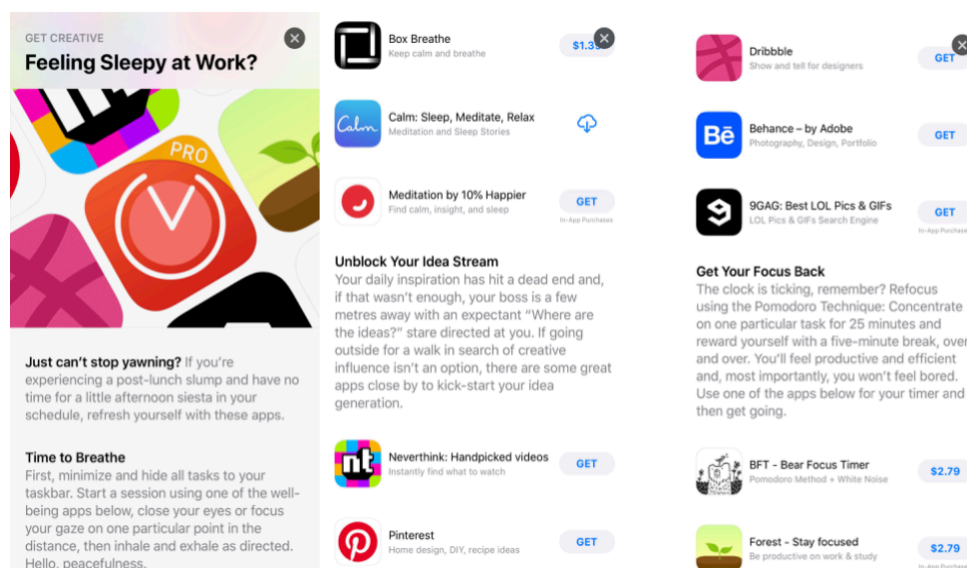 GET CREATIVE
Feeling Sleepy at Work?
PRO
Just can't stop yawning? If you're
experiencing a post-lunch slump and have no
time for a little afternoon siesta in your
schedule, refresh yourself with these apps.
Time to Breathe
First, minimize and hide all tasks to your
taskbar. Start a session using one of the well-
being apps below, close your eyes or focus
your gaze on one particular point in the
distance, then inhale and exhale as directed.
Hello, peacefulness.
Box Breathe
Keep calm and breathe
Calm
Calm: Sleep, Meditate, Relax
Meditation and Sleep Stories
Meditation by 10% Happier
Find calm, insight, and sleep
GET
In-App Purchases
Unblock Your Idea Stream
Your daily inspiration has hit a dead end and,
if that wasn't enough, your boss is a few
metres away with an expectant "Where are
the ideas?" stare directed at you. If going
outside for a walk in search of creative
influence isn't an option, there are some great
apps close by to kick-start your idea
generation.
nt
Neverthink: Handpicked videos
Instantly find what to watch
GET
Pinterest
Home design, DIY, recipe ideas
GET
Dribbble
Show and tell for designers
GET
Bē
Behance – by Adobe
Photography, Design, Portfolio
GET
9GAG: Best LOL Pics & GIFs
LOL Pics & GIFs Search Engine
GET
In-App Purchase
Get Your Focus Back
The clock is ticking, remember? Refocus
using the Pomodoro Technique: Concentrate
on one particular task for 25 minutes and
reward yourself with a five-minute break, over
and over. You'll feel productive and efficient
and, most importantly, you won't feel bored.
Use one of the apps below for your timer and
then get going.
BFT - Bear Focus Timer
Pomodoro Method + White Noise
$2.79
Forest - Stay focused
Be productive on work & study
$2.79
In-App Purchase